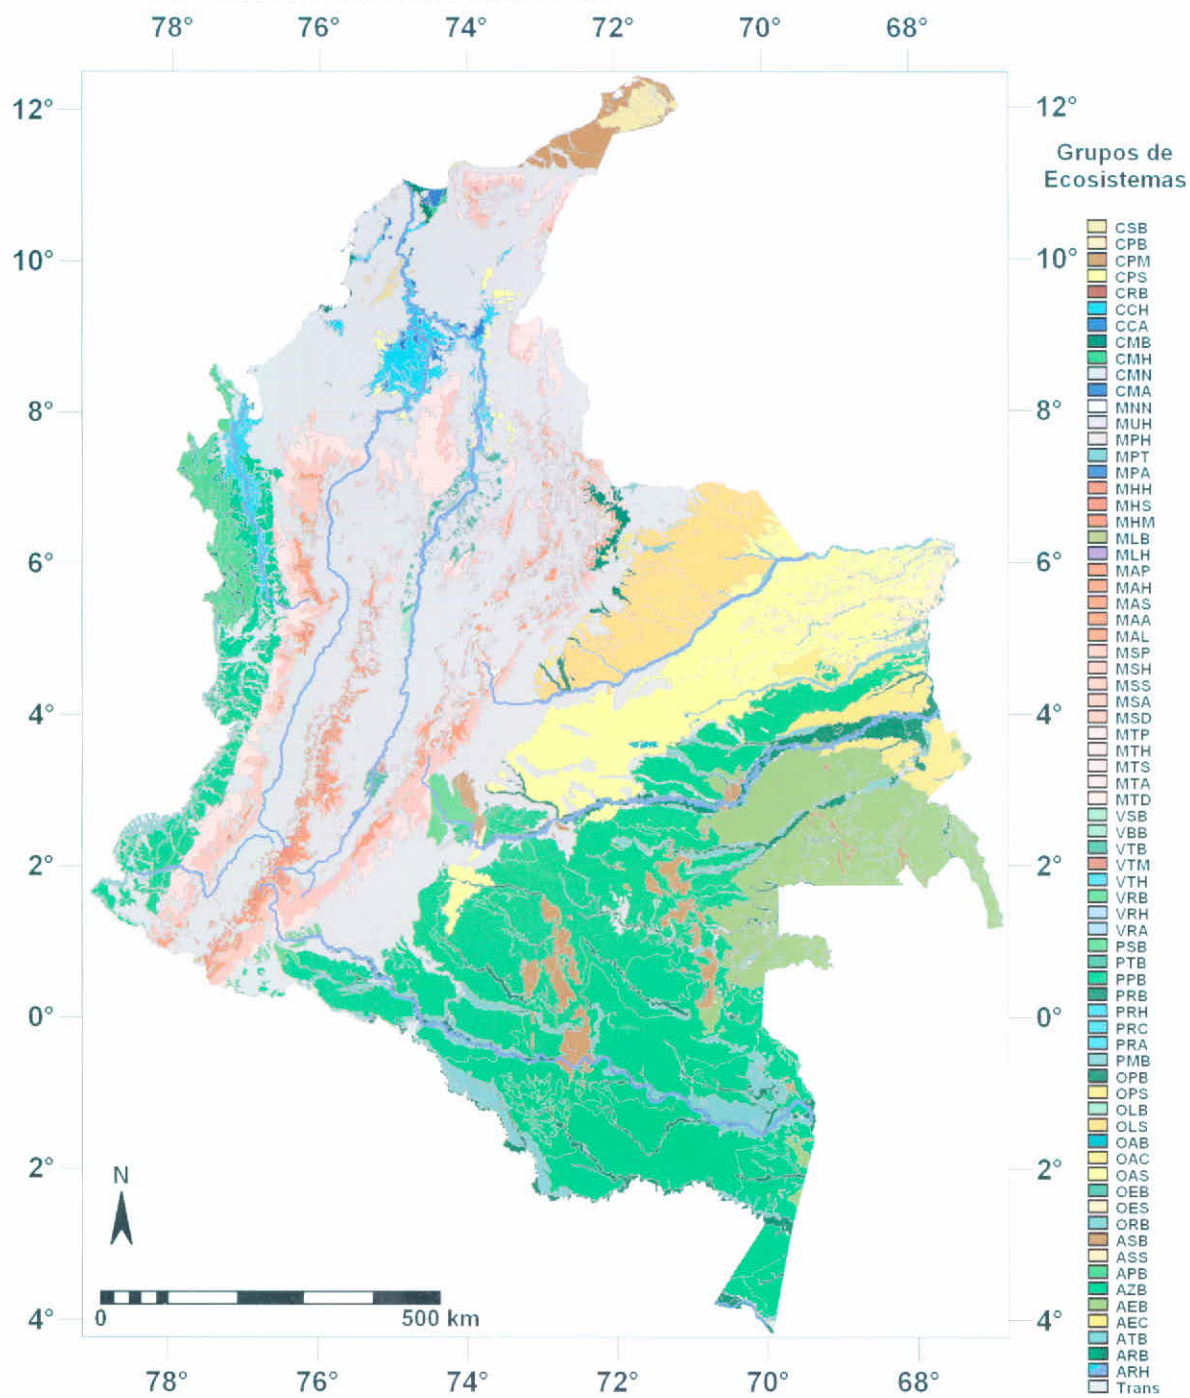 78° 76° 74° 72° 70° 68°
12° 12°
Grupos de
Ecosistemas
CSB
CPB
10° CPM 10°
CPS
CRB
CCH
CCA
CMB
CMH
CMN
8° CMA 8°
MNN
MUH
MPH
MPT
MPA
MHH
MHS
MHM
MLB
MLH
6° MAP 6°
MAH
MAS
MAA
MAL
MSP
MSH
MSS
MSA
4° MSD 4°
MTP
MTH
MTS
MTA
MTD
VSB
VBB
VTB
2° VTM 2°
VTH
VRB
VRH
VRA
PSB
PTB
PPB
PRB
0° PRH 0°
PRC
PRA
PMB
OPB
OPS
OLB
OLS
OAB
2° OAC 2°
N OAS
OEB
OES
ORB
ASB
ASS
APB
AZB
AEB
0 500 km
4° AEC 4°
ATB
ARB
ARH
78° 76° 74° 72° 70° 68°
Trans